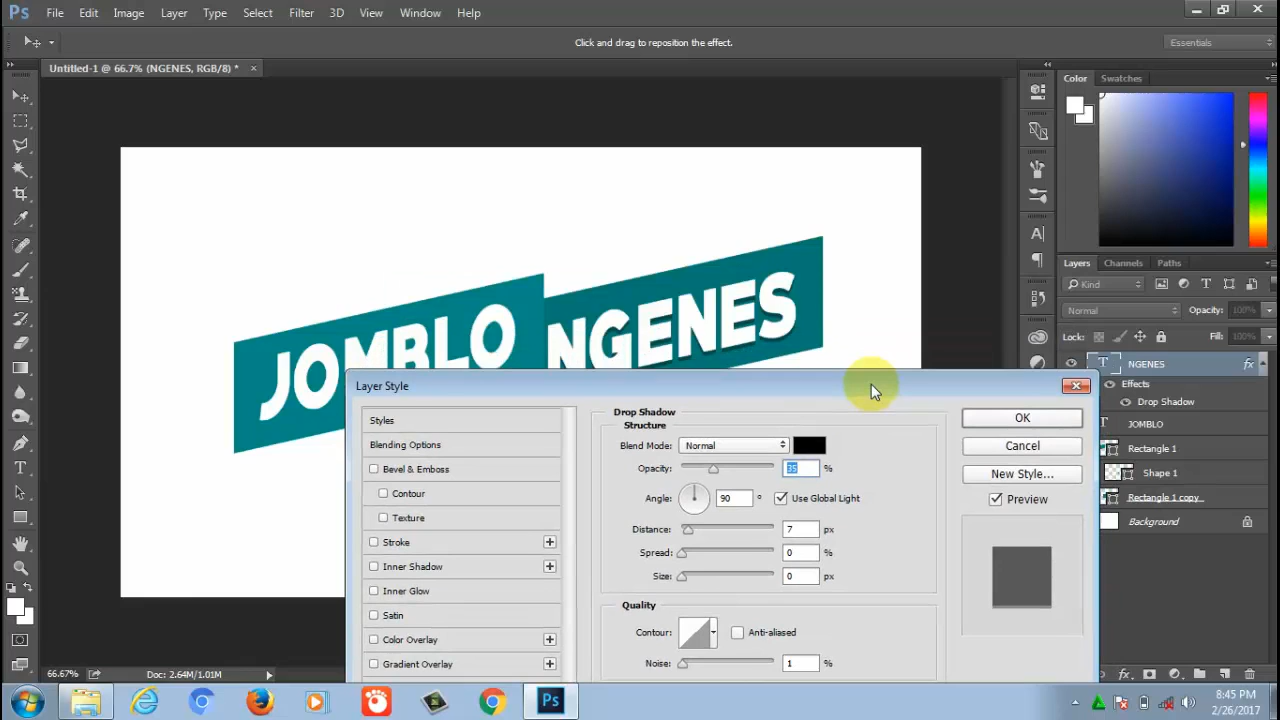 Ps File Edit Image Layer Type Select Filter 3D View Window Help
Click and drag to reposition the effect.
Essentials
Untitled-1 @ 66.7% (NGENES, RGB/8) * ×
Color Swatches
JOMBLO NGENES
Layers Channels Paths
Kind
Normal Opacity: 100%
Lock: Fill: 100%
NGENES fx
Effects
Drop Shadow
JOMBLO
Rectangle 1
Shape 1
Rectangle 1 copy
Background
Layer Style
Styles
Blending Options
Bevel & Emboss
Contour
Texture
Stroke
Inner Shadow
Inner Glow
Satin
Color Overlay
Gradient Overlay
Drop Shadow
Structure
Blend Mode: Normal
Opacity: 35 %
Angle: 90 ° Use Global Light
Distance: 7 px
Spread: 0 %
Size: 0 px
Quality
Contour: Anti-aliased
Noise: 1 %
OK
Cancel
New Style...
Preview
66.67% Doc: 2.64M/1.01M
8:45 PM
2/26/2017